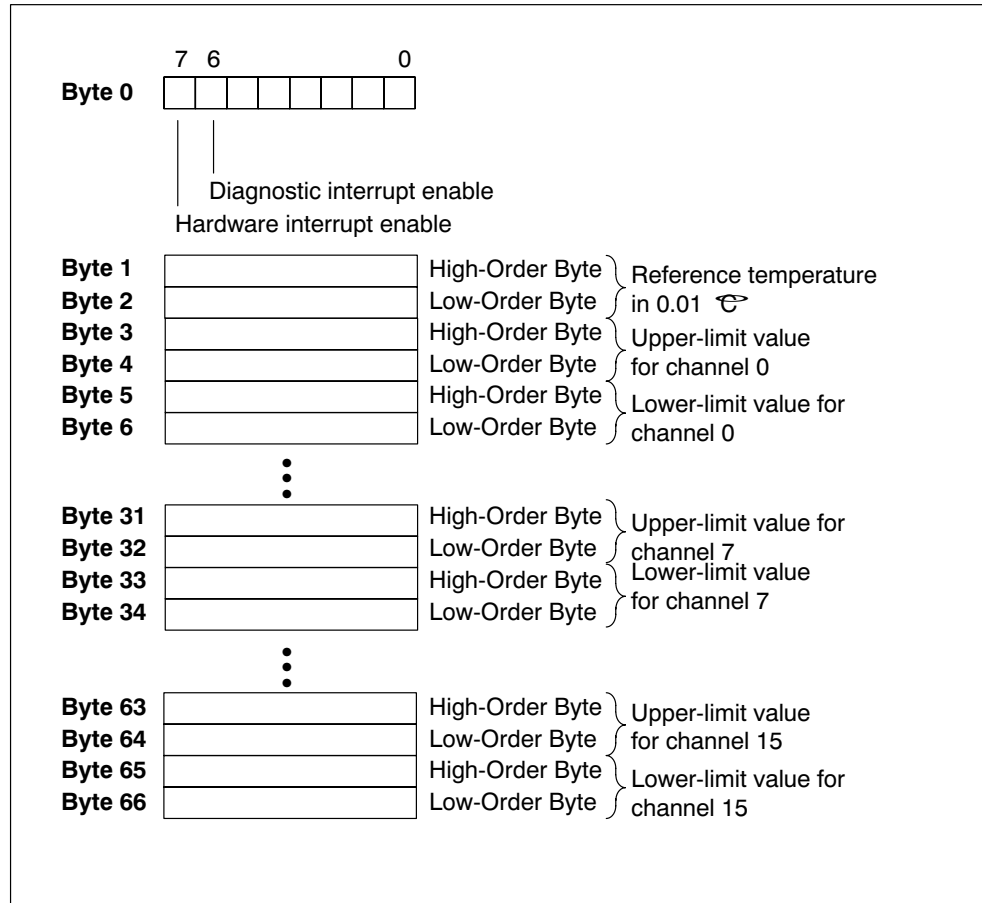 7 6 0
Byte 0
Diagnostic interrupt enable
Hardware interrupt enable
Byte 1 High-Order Byte
Byte 2 Low-Order Byte
Reference temperature
in 0.01
Byte 3 High-Order Byte
Byte 4 Low-Order Byte
Upper-limit value
for channel 0
Byte 5 High-Order Byte
Byte 6 Low-Order Byte
Lower-limit value for
channel 0
Byte 31 High-Order Byte
Byte 32 Low-Order Byte
Upper-limit value for
channel 7
Byte 33 High-Order Byte
Byte 34 Low-Order Byte
Lower-limit value
for channel 7
Byte 63 High-Order Byte
Byte 64 Low-Order Byte
Upper-limit value
for channel 15
Byte 65 High-Order Byte
Byte 66 Low-Order Byte
Lower-limit value for
channel 15